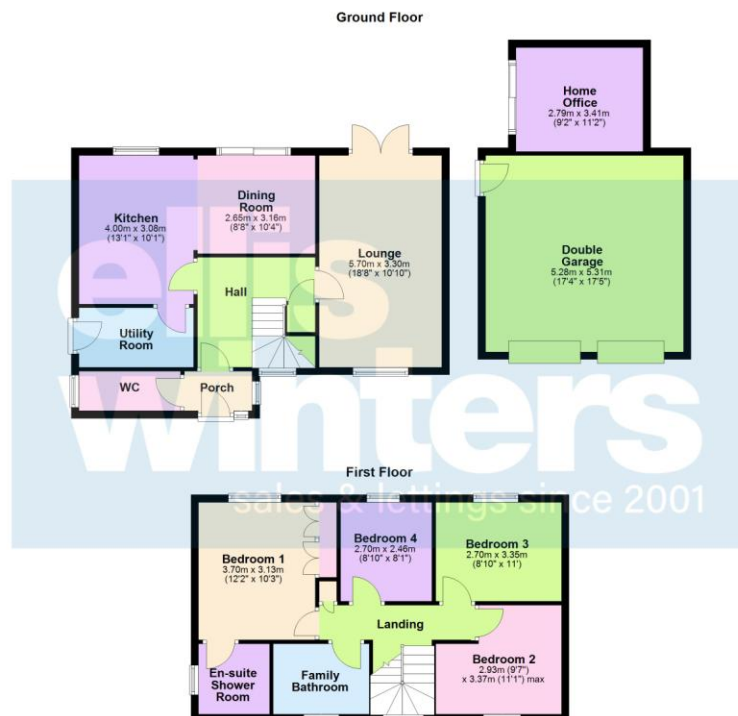 Ground Floor
Home
Office
2.79m x 3.41m
(9'2" x 11'2")
Kitchen
4.00m x 3.08m
(13'1" x 10'1")
Dining
Room
2.65m x 3.16m
(8'8" x 10'4")
Lounge
5.70m x 3.30m
(18'8" x 10'10")
Double
Garage
5.28m x 5.31m
(17'4" x 17'5")
Hall
Utility
Room
WC
Porch
ellis
winters
sales & lettings since 2001
First Floor
Bedroom 1
3.70m x 3.13m
(12'2" x 10'3")
Bedroom 4
2.70m x 2.46m
(8'10" x 8'1")
Bedroom 3
2.70m x 3.35m
(8'10" x 11')
Landing
Bedroom 2
2.93m (9'7")
x 3.37m (11'1") max
En-suite
Shower
Room
Family
Bathroom